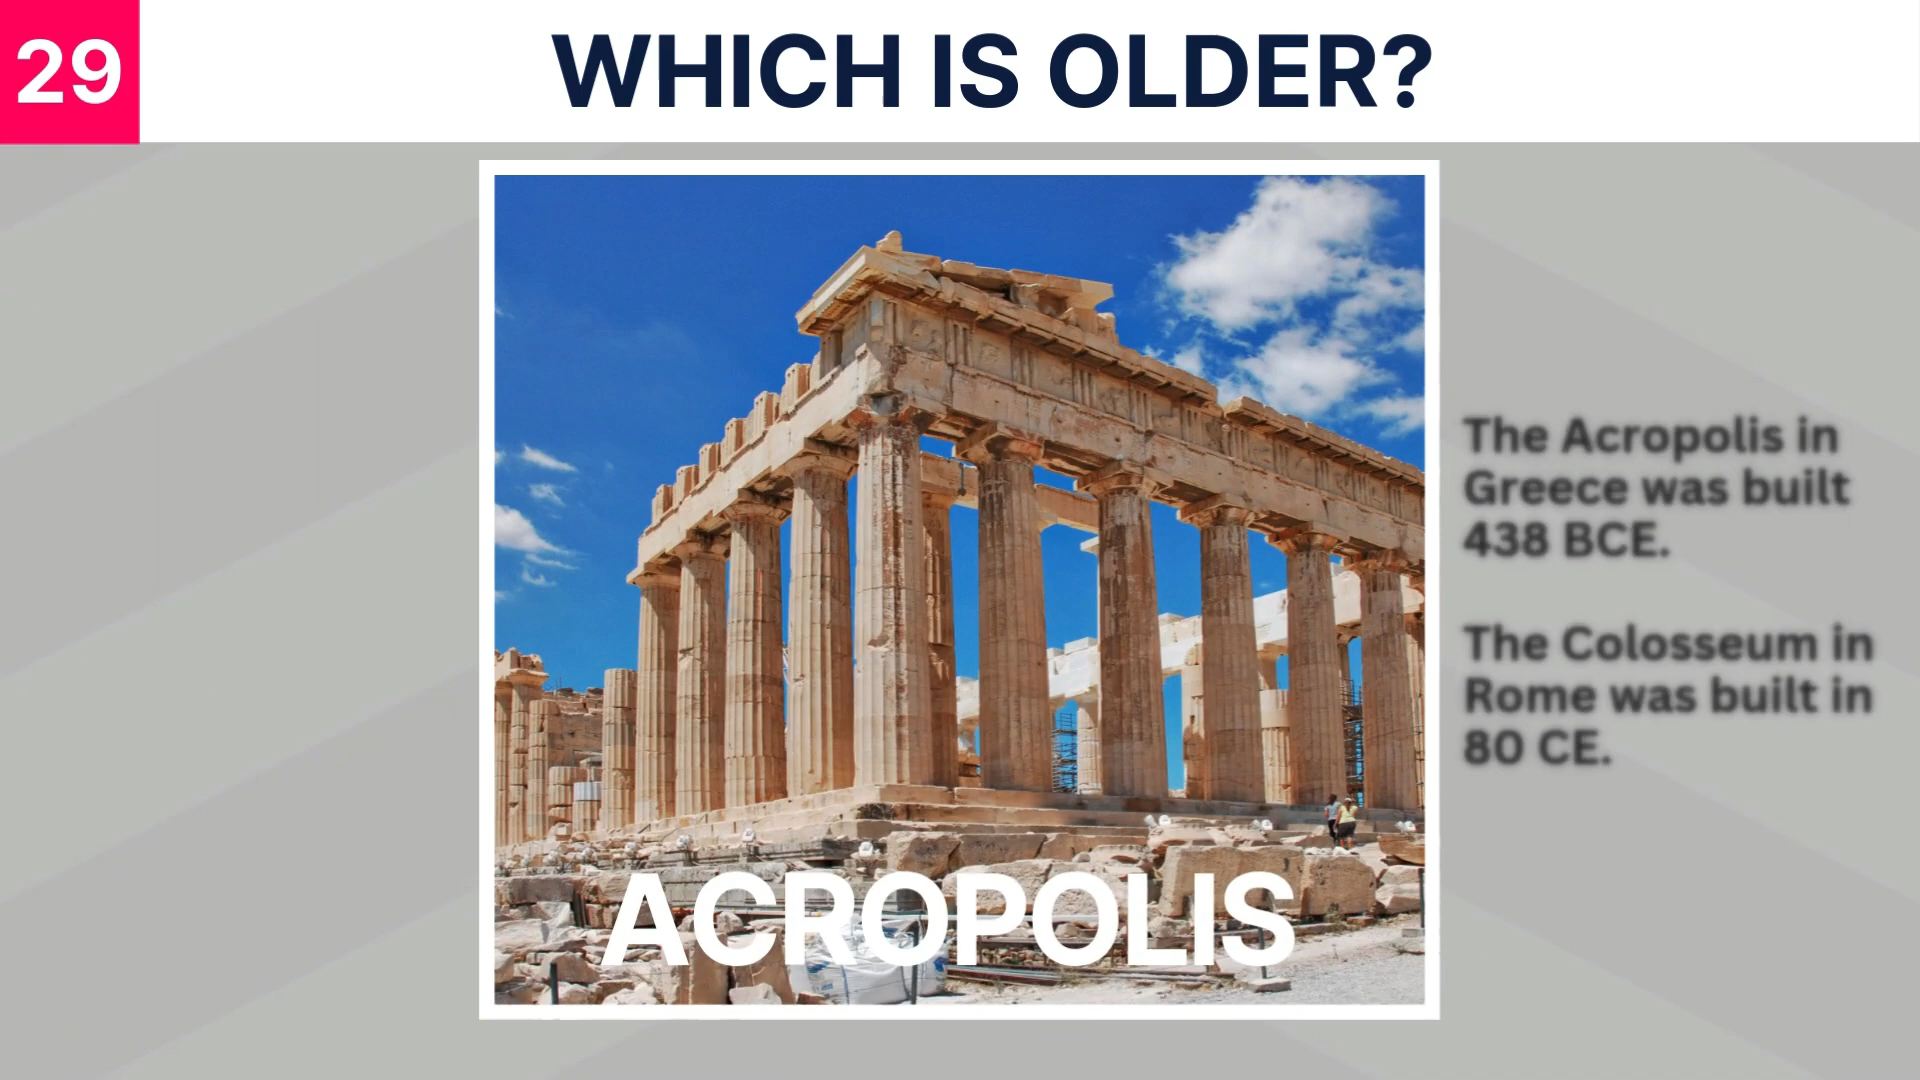 29
WHICH IS OLDER?
The Acropolis in
Greece was built
438 BCE.
The Colosseum in
Rome was built in
80 CE.
ACROPOLIS